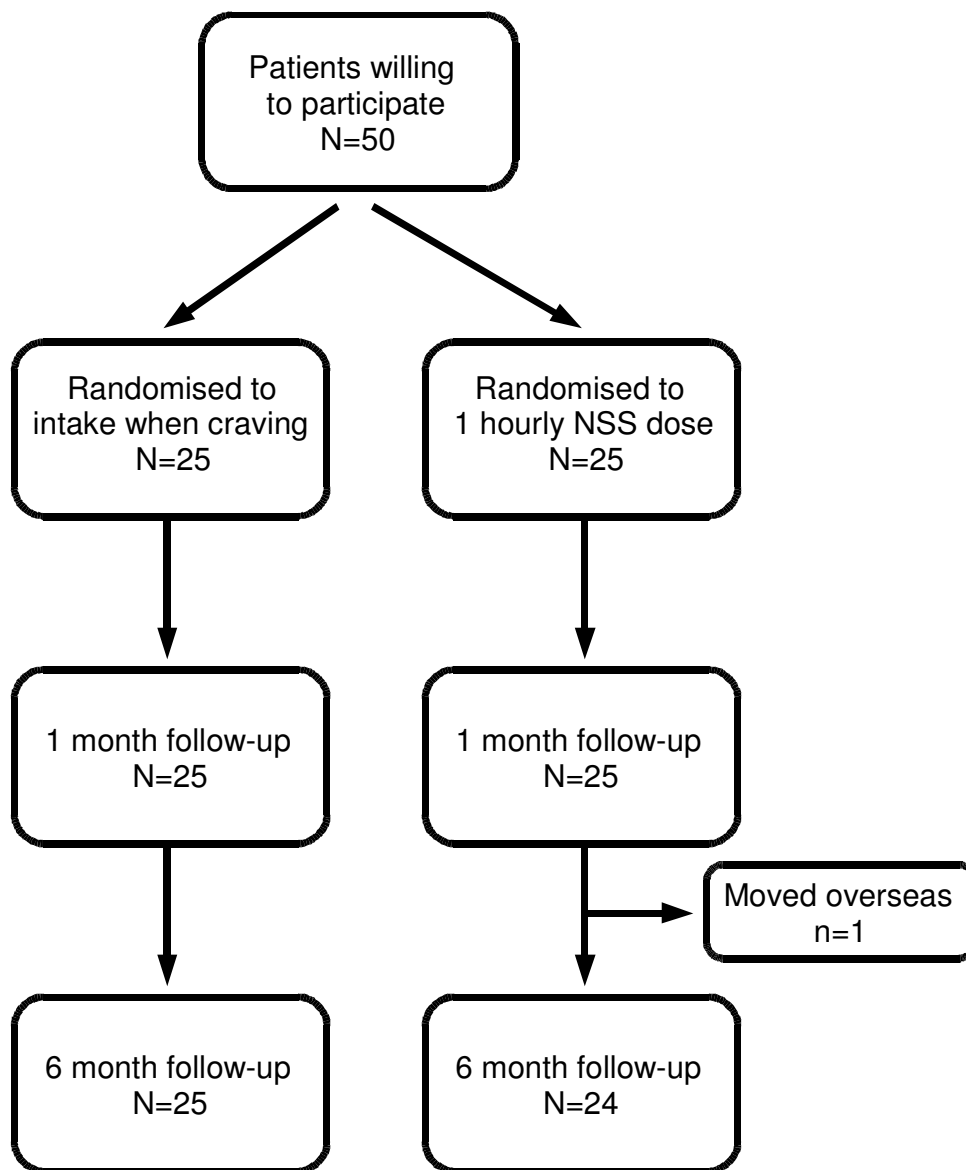 Patients willing
to participate
N=50
Randomised to
intake when craving
N=25
Randomised to
1 hourly NSS dose
N=25
1 month follow-up
N=25
1 month follow-up
N=25
Moved overseas
n=1
6 month follow-up
N=25
6 month follow-up
N=24